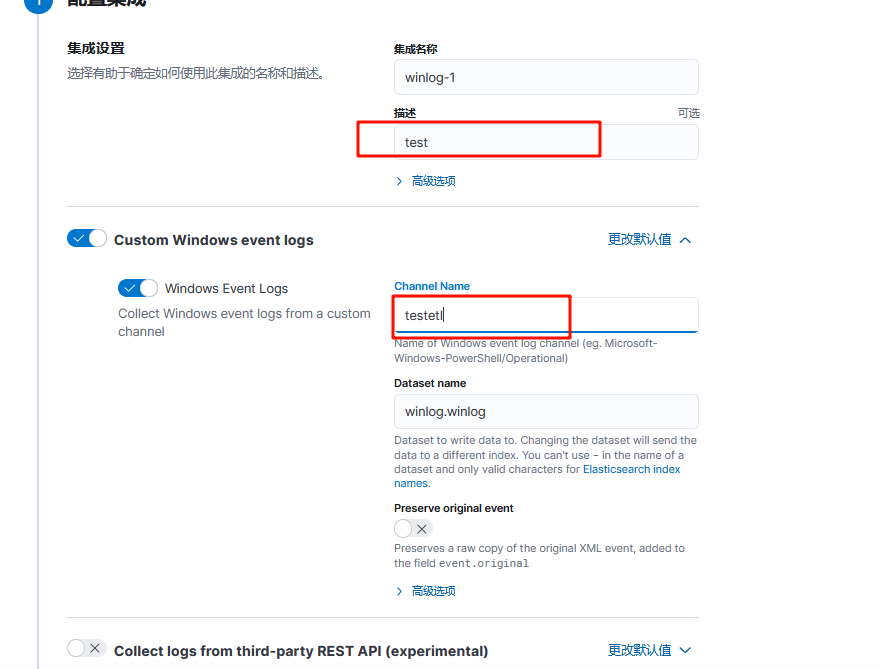 1 配置集成
集成设置
选择有助于确定如何使用此集成的名称和描述。
集成名称
winlog-1
描述
可选
test
高级选项
Custom Windows event logs
更改默认值
Windows Event Logs
Collect Windows event logs from a custom
channel
Channel Name
testetl
Name of Windows event log channel (eg. Microsoft-
Windows-PowerShell/Operational)
Dataset name
winlog.winlog
Dataset to write data to. Changing the dataset will send the
data to a different index. You can't use - in the name of a
dataset and only valid characters for Elasticsearch index
names.
Preserve original event
Preserves a raw copy of the original XML event, added to
the field event.original
高级选项
Collect logs from third-party REST API (experimental)
更改默认值